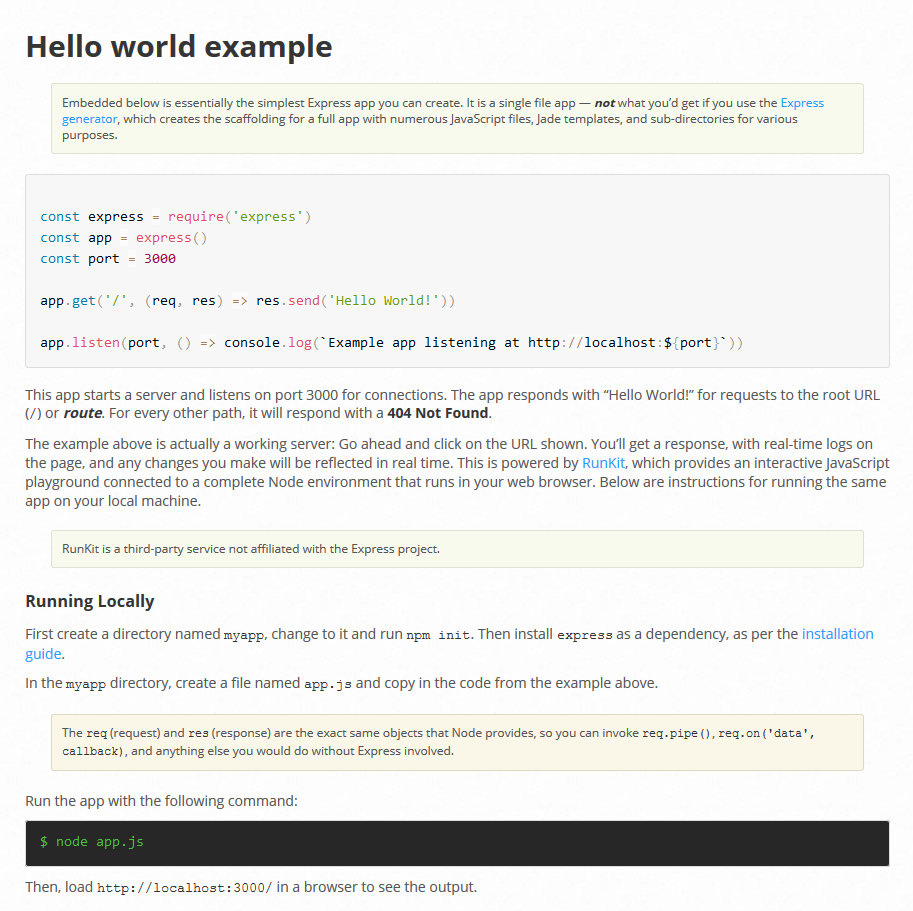 Hello world example
Embedded below is essentially the simplest Express app you can create. It is a single file app — not what you’d get if you use the Express
generator, which creates the scaffolding for a full app with numerous JavaScript files, Jade templates, and sub-directories for various
purposes.
const express = require('express')
const app = express()
const port = 3000
app.get('/', (req, res) => res.send('Hello World!'))
app.listen(port, () => console.log(`Example app listening at http://localhost:${port}`))
This app starts a server and listens on port 3000 for connections. The app responds with “Hello World!” for requests to the root URL
(/) or route. For every other path, it will respond with a 404 Not Found.
The example above is actually a working server: Go ahead and click on the URL shown. You’ll get a response, with real-time logs on
the page, and any changes you make will be reflected in real time. This is powered by RunKit, which provides an interactive JavaScript
playground connected to a complete Node environment that runs in your web browser. Below are instructions for running the same
app on your local machine.
RunKit is a third-party service not affiliated with the Express project.
Running Locally
First create a directory named myapp, change to it and run npm init. Then install express as a dependency, as per the installation
guide.
In the myapp directory, create a file named app.js and copy in the code from the example above.
The req (request) and res (response) are the exact same objects that Node provides, so you can invoke req.pipe(), req.on('data',
callback), and anything else you would do without Express involved.
Run the app with the following command:
$ node app.js
Then, load http://localhost:3000/ in a browser to see the output.